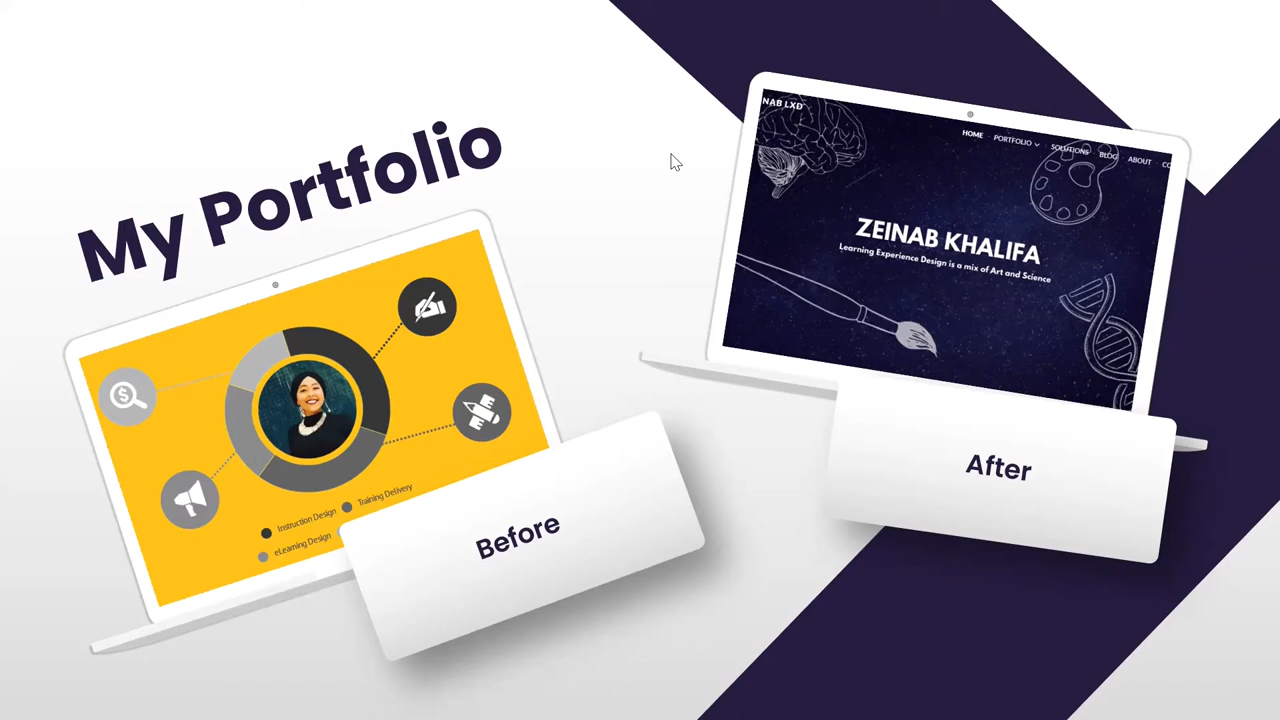 My Portfolio
Instruction Design
Training Delivery
eLearning Design
Before
NAB LXD
HOME
PORTFOLIO
SOLUTIONS
BLOG
ABOUT
CO
ZEINAB KHALIFA
Learning Experience Design is a mix of Art and Science
After